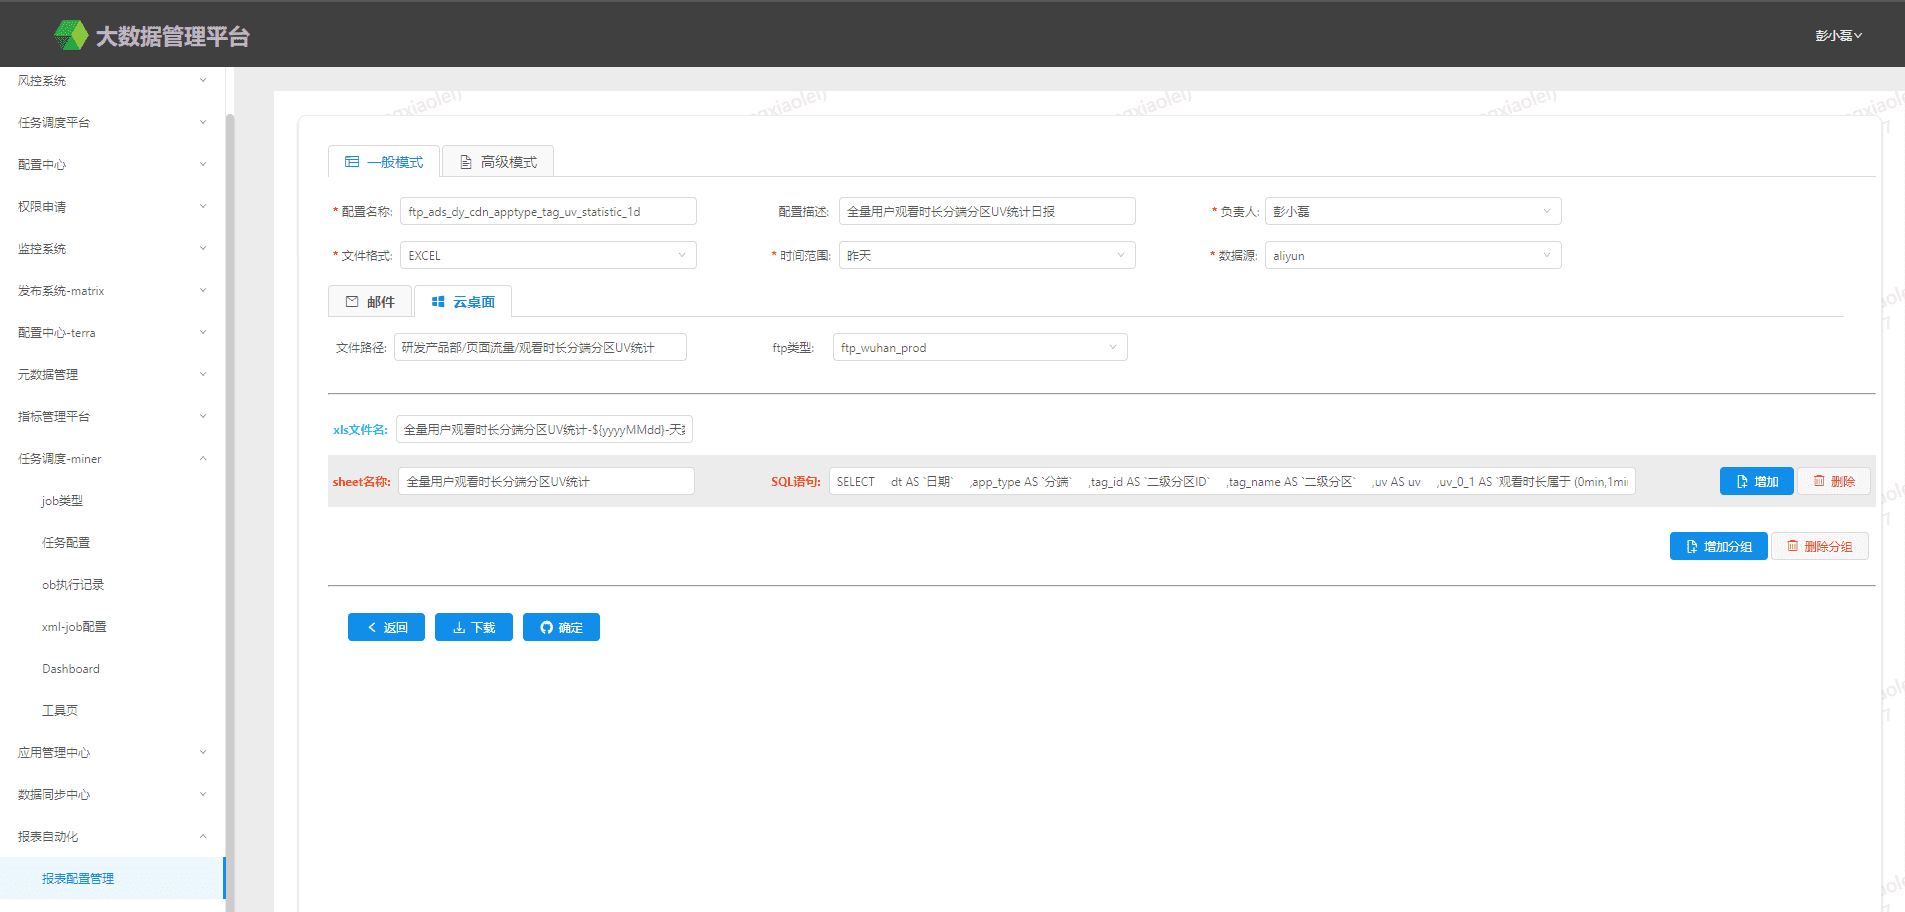 大数据管理平台
彭小磊
风控系统
任务调度平台
配置中心
权限申请
监控系统
发布系统-matrix
配置中心-terra
元数据管理
指标管理平台
任务调度-miner
job类型
任务配置
ob执行记录
xml-job配置
Dashboard
工具页
应用管理中心
数据同步中心
报表自动化
报表配置管理
一般模式 高级模式
* 配置名称: ftp_ads_dy_cdn_apptype_tag_uv_statistic_1d 配置描述: 全量用户观看时长分端分区UV统计日报 * 负责人: 彭小磊
* 文件格式: EXCEL * 时间范围: 昨天 * 数据源: aliyun
邮件 云桌面
文件路径: 研发产品部/页面流量/观看时长分端分区UV统计 ftp类型: ftp_wuhan_prod
xls文件名: 全量用户观看时长分端分区UV统计-${yyyyMMdd}-天
sheet名称: 全量用户观看时长分端分区UV统计 SQL语句: SELECT dt AS `日期` ,app_type AS `分端` ,tag_id AS `二级分区ID` ,tag_name AS `二级分区` ,uv AS uv ,uv_0_1 AS `观看时长属于 (0min,1mi 增加 删除
增加分组 删除分组
返回 下载 确定